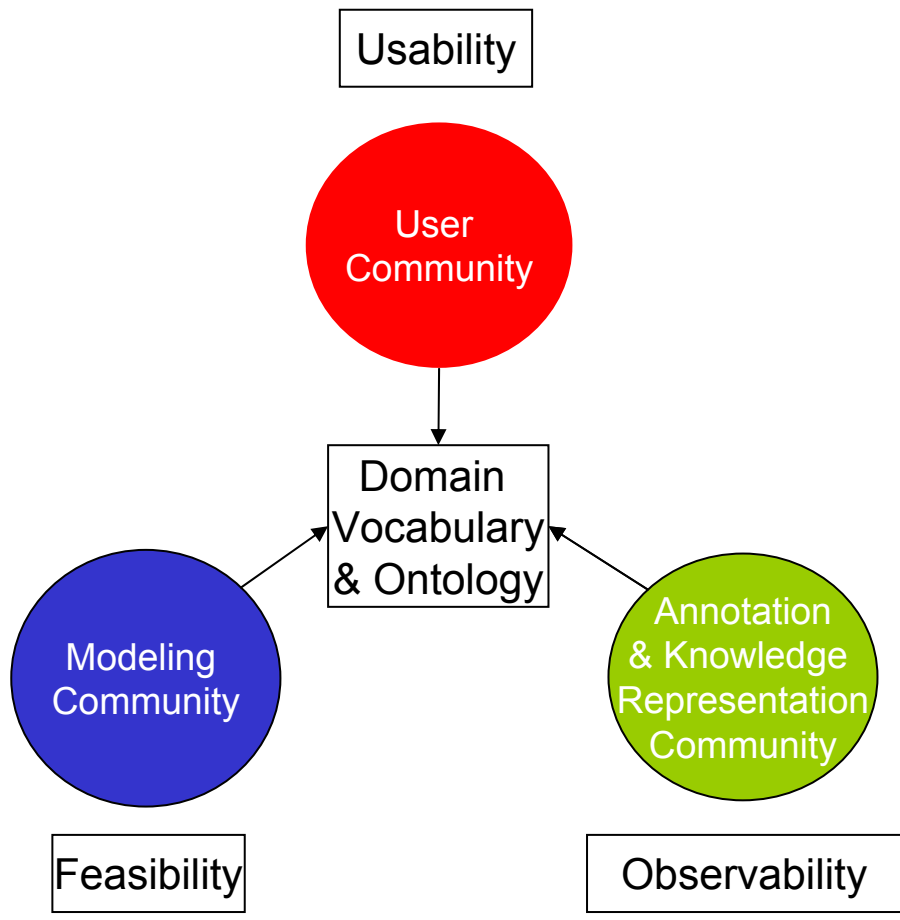 Usability
User
Community
Domain
Vocabulary
& Ontology
Modeling
Community
Annotation
& Knowledge
Representation
Community
Feasibility
Observability